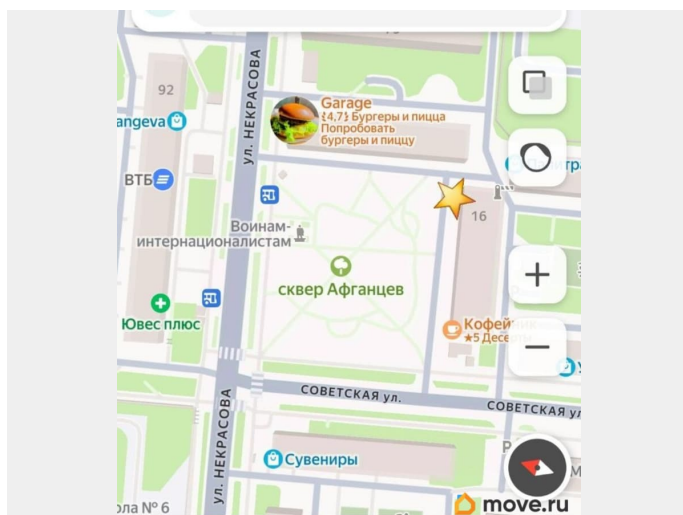 92
angeva
ул. НЕКРАСОВА
Garage
{4,7} Бургеры и пицца
Попробовать
бургеры и пиццу
ВТБ
16
Воинам-
интернационалистам
сквер Афганцев
Ювес плюс
★5
СОВЕТСКАЯ ул.
СОВЕТСКАЯ ул
ул. НЕКРАСОВА
Сувениры
ола № 6
move.ru